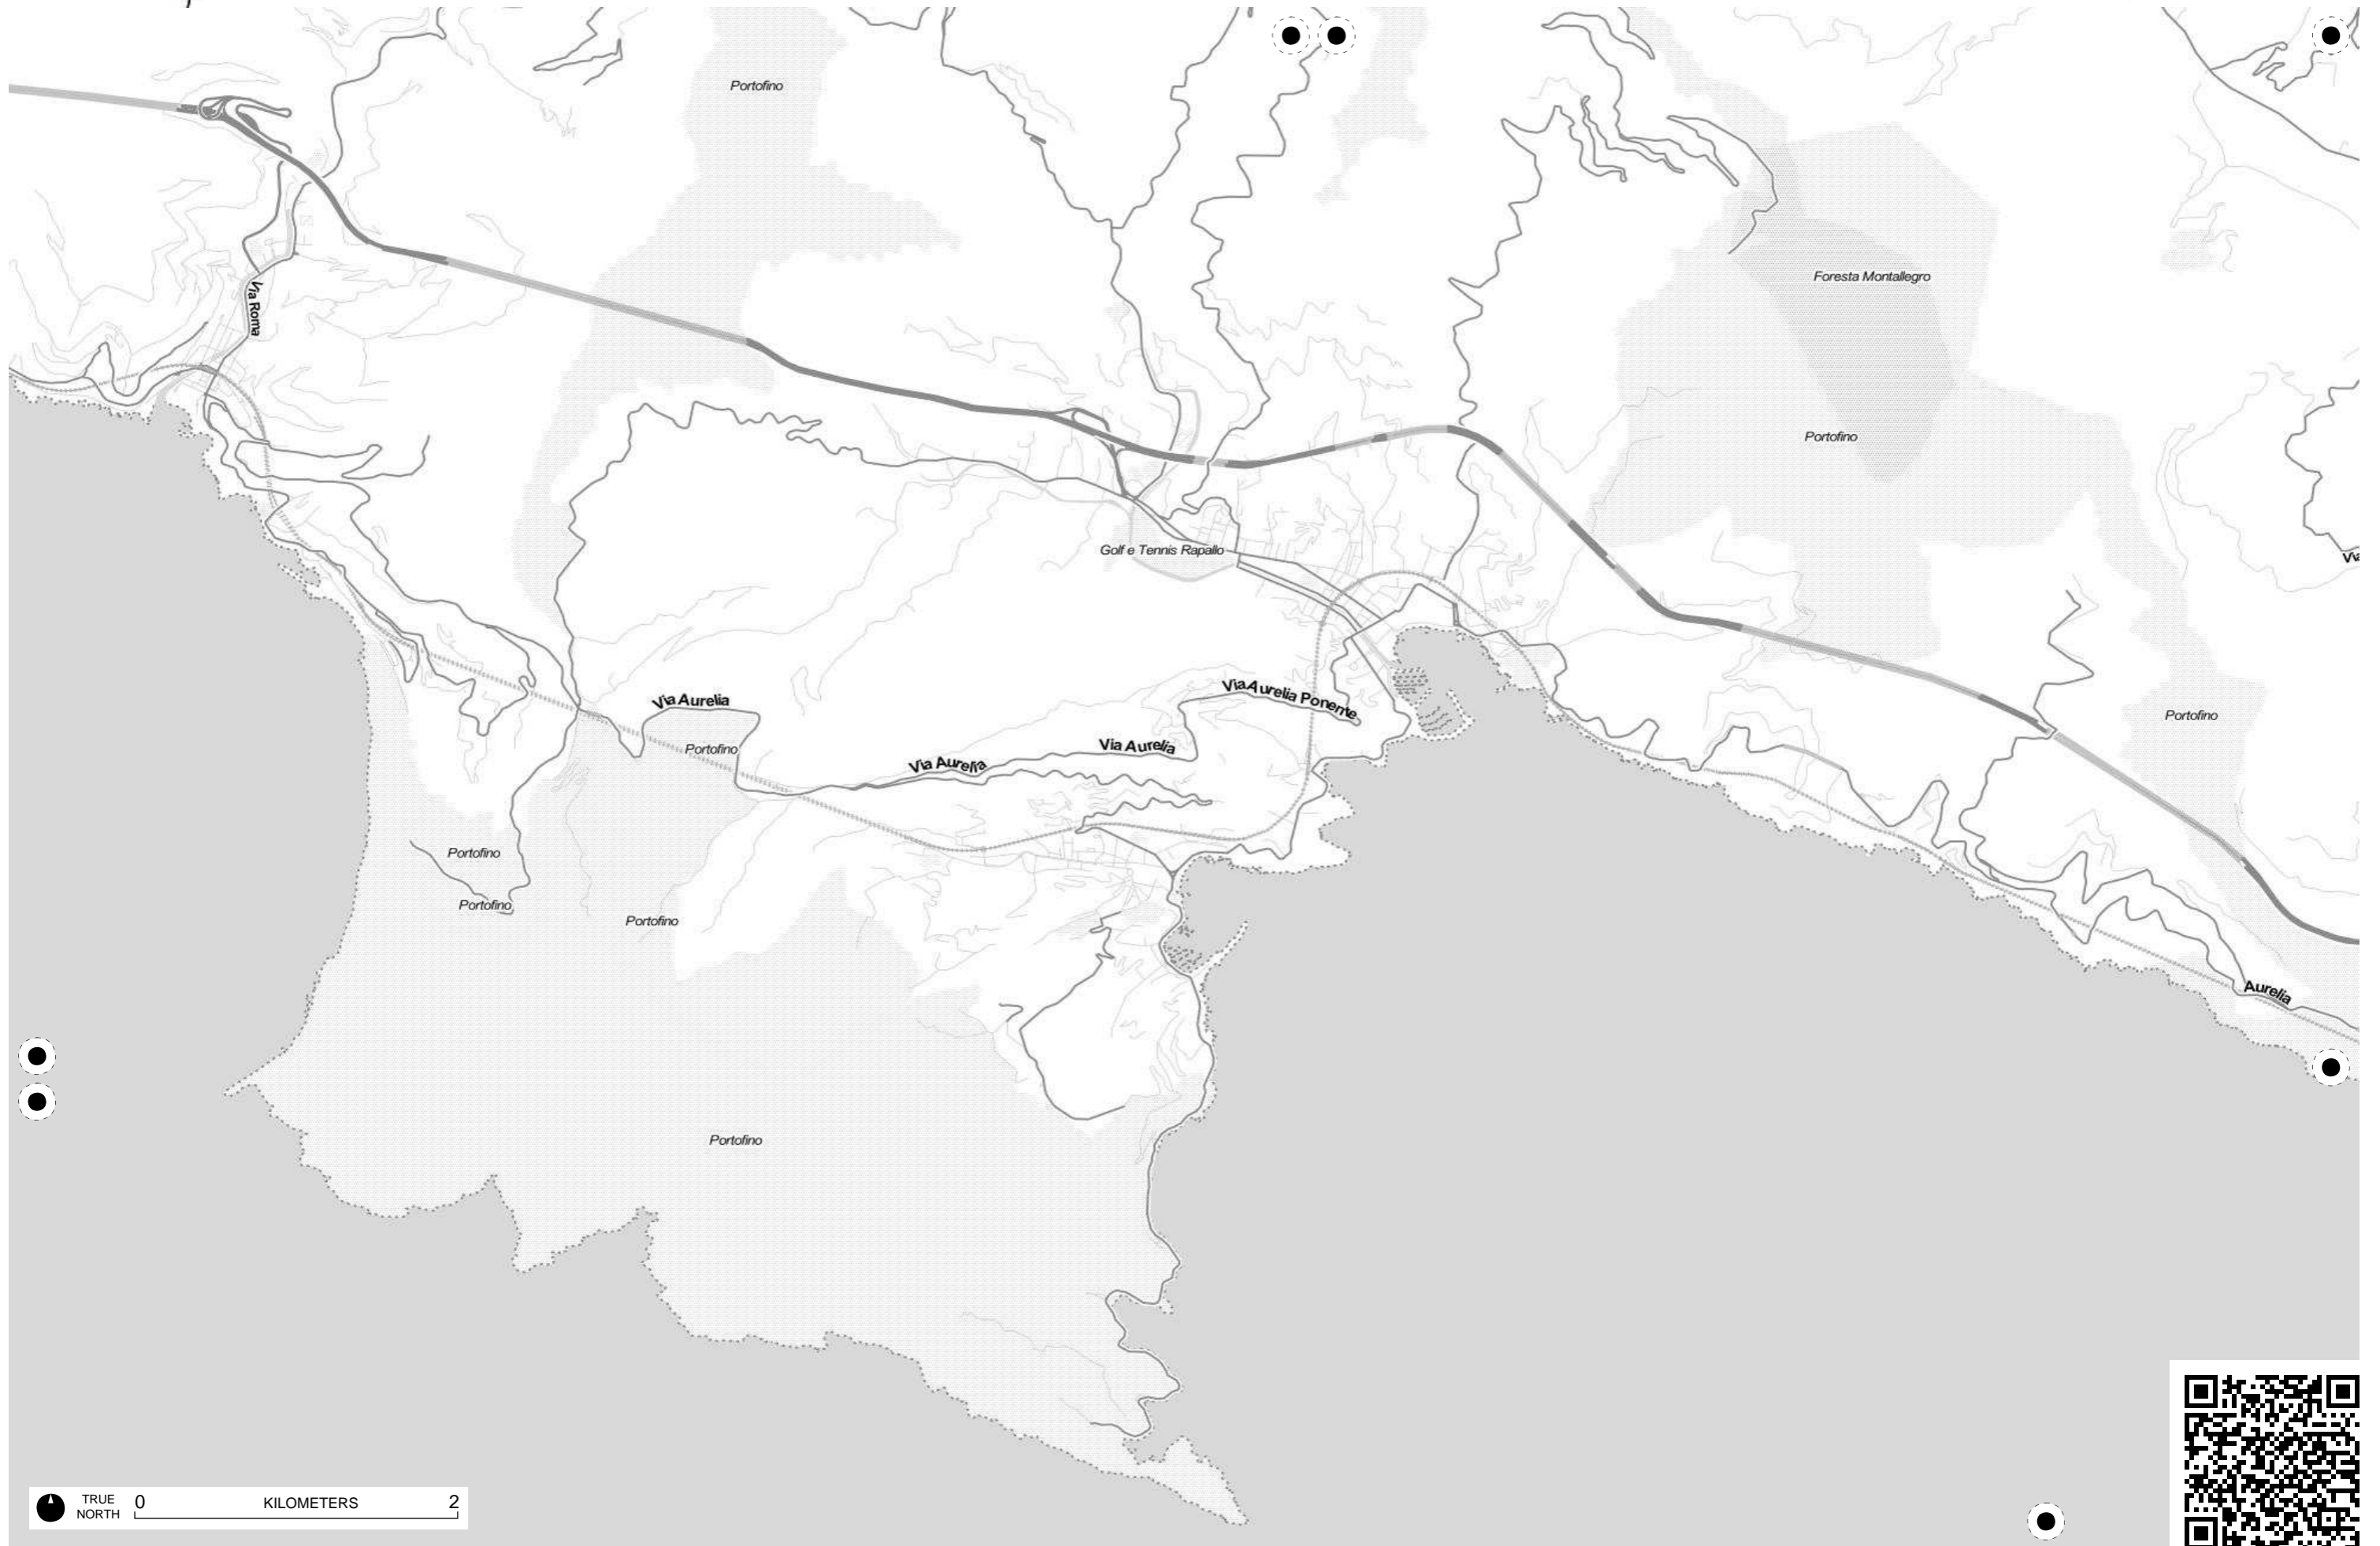 Portofino
Foresta Montallegro
Via Roma
Portofino
Golf e Tennis Rapallo
Via Aurelia
Via Aurelia Ponente
Portofino
Portofino
Via Aurelia
Via Aurelia
Portofino
Portofino
Portofino
Aurelia
Portofino
TRUE
NORTH
0 KILOMETERS 2